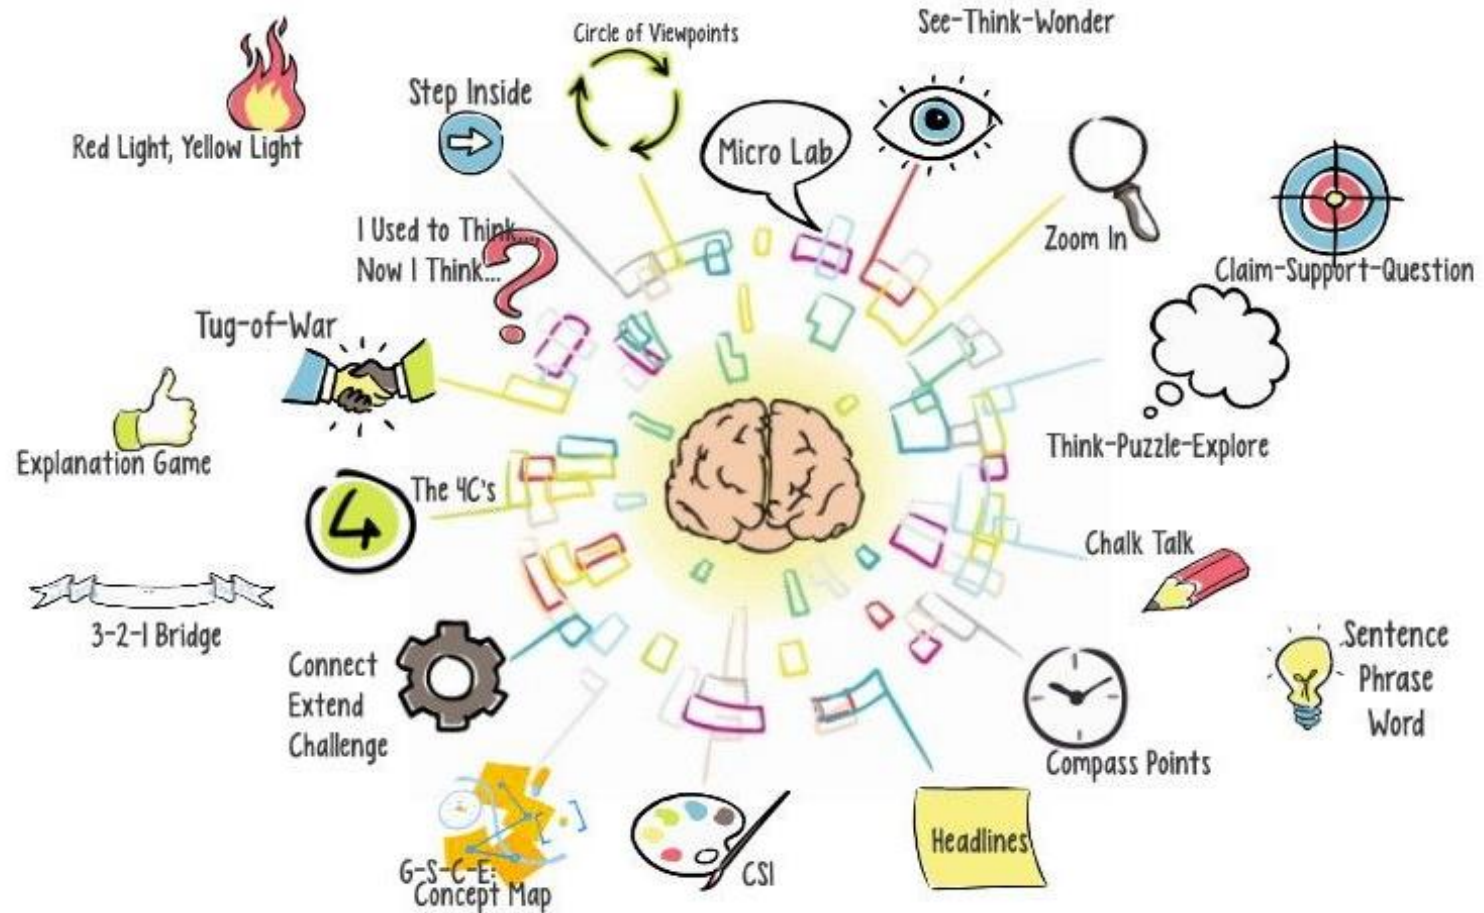 See-Think-Wonder
Circle of Viewpoints
Step Inside
Red Light, Yellow Light
Micro Lab
I Used to Think...
Now I Think...
Zoom In
Claim-Support-Question
Tug-of-War
Explanation Game
Think-Puzzle-Explore
The 4C's
4
Chalk Talk
3-2-1 Bridge
Connect
Extend
Challenge
Sentence
Phrase
Word
Compass Points
Headlines
CSI
G-S-C-E:
Concept Map